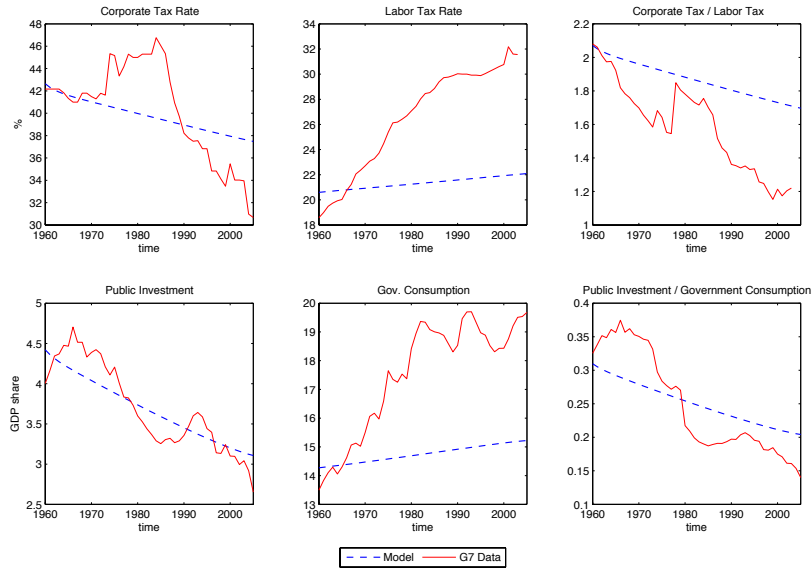 Corporate Tax Rate
Labor Tax Rate
Corporate Tax / Labor Tax
48
46
44
42
40
38
36
34
32
30
%
1960 1970 1980 1990 2000
time
34
32
30
28
26
24
22
20
18
1960 1970 1980 1990 2000
time
2.2
2
1.8
1.6
1.4
1.2
1
1960 1970 1980 1990 2000
time
Public Investment
Gov. Consumption
Public Investment / Government Consumption
5
4.5
4
3.5
3
2.5
GDP share
1960 1970 1980 1990 2000
time
20
19
18
17
16
15
14
13
1960 1970 1980 1990 2000
time
0.4
0.35
0.3
0.25
0.2
0.15
0.1
1960 1970 1980 1990 2000
time
Model G7 Data